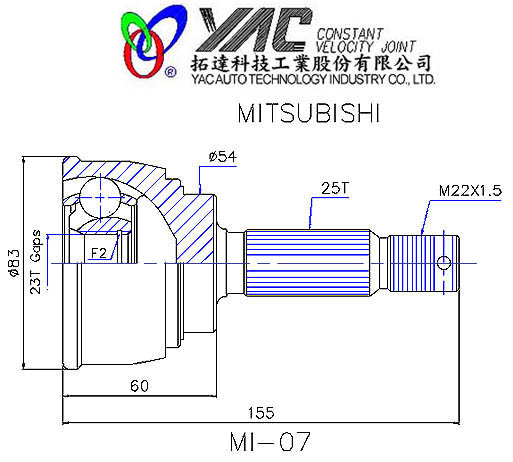 YAC CONSTANT
VELOCITY JOINT
®
拓達科技工業股份有限公司
YAC AUTO TECHNOLOGY INDUSTRY CO., LTD.
MITSUBISHI
ø54
25T
M22X1.5
ø83
23T Gaps
F2
60
155
MI-07